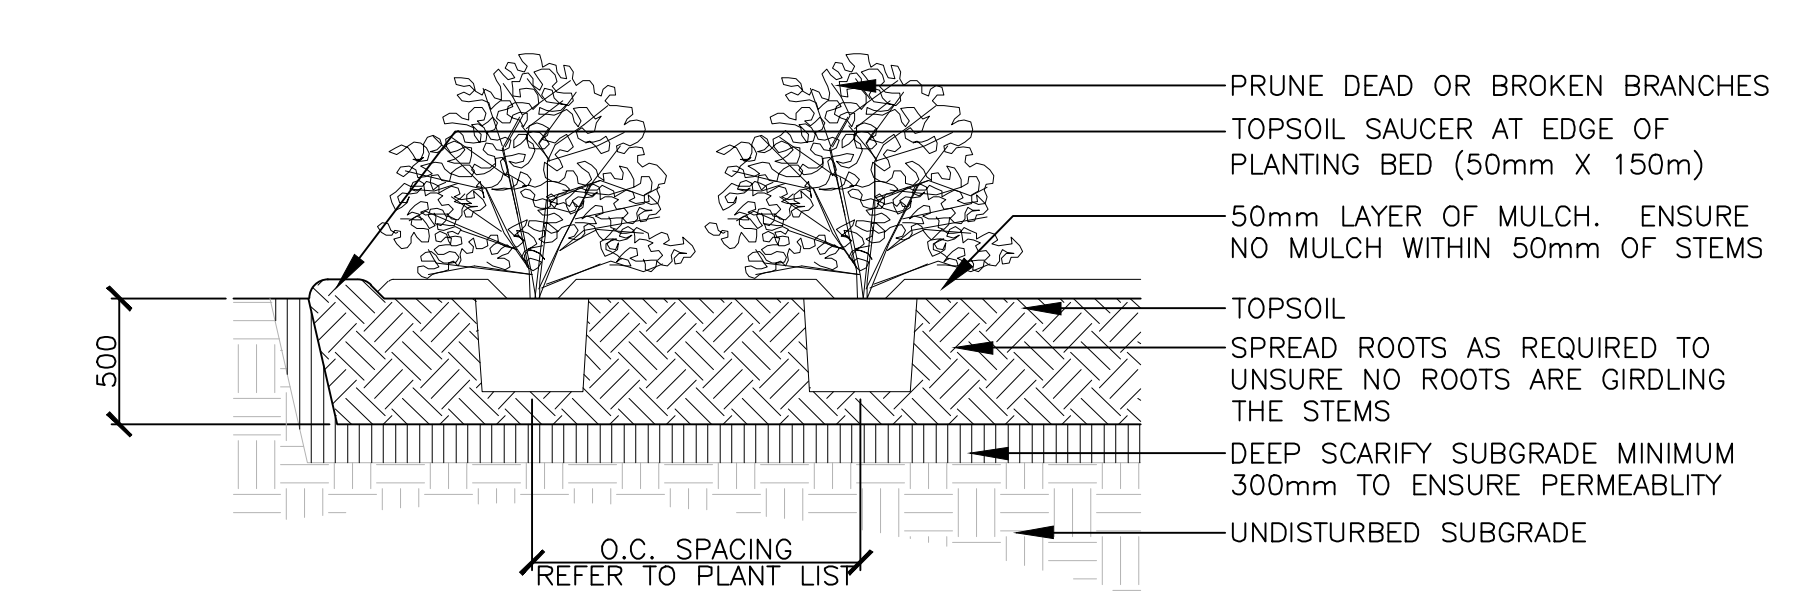 PRUNE DEAD OR BROKEN BRANCHES
TOPSOIL SAUCER AT EDGE OF
PLANTING BED (50mm X 150m)
50mm LAYER OF MULCH. ENSURE
NO MULCH WITHIN 50mm OF STEMS
TOPSOIL
SPREAD ROOTS AS REQUIRED TO
UNSURE NO ROOTS ARE GIRDLING
THE STEMS
DEEP SCARIFY SUBGRADE MINIMUM
300mm TO ENSURE PERMEABLITY
UNDISTURBED SUBGRADE
500
O.C. SPACING
REFER TO PLANT LIST